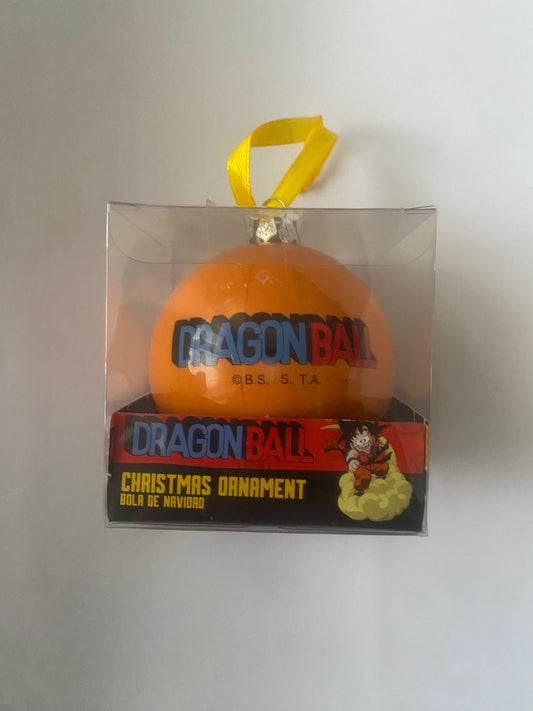 DRAGON BALL
© B.S. / S., T.A.
DRAGON BALL
CHRISTMAS ORNAMENT
BOLA DE NAVIDAD